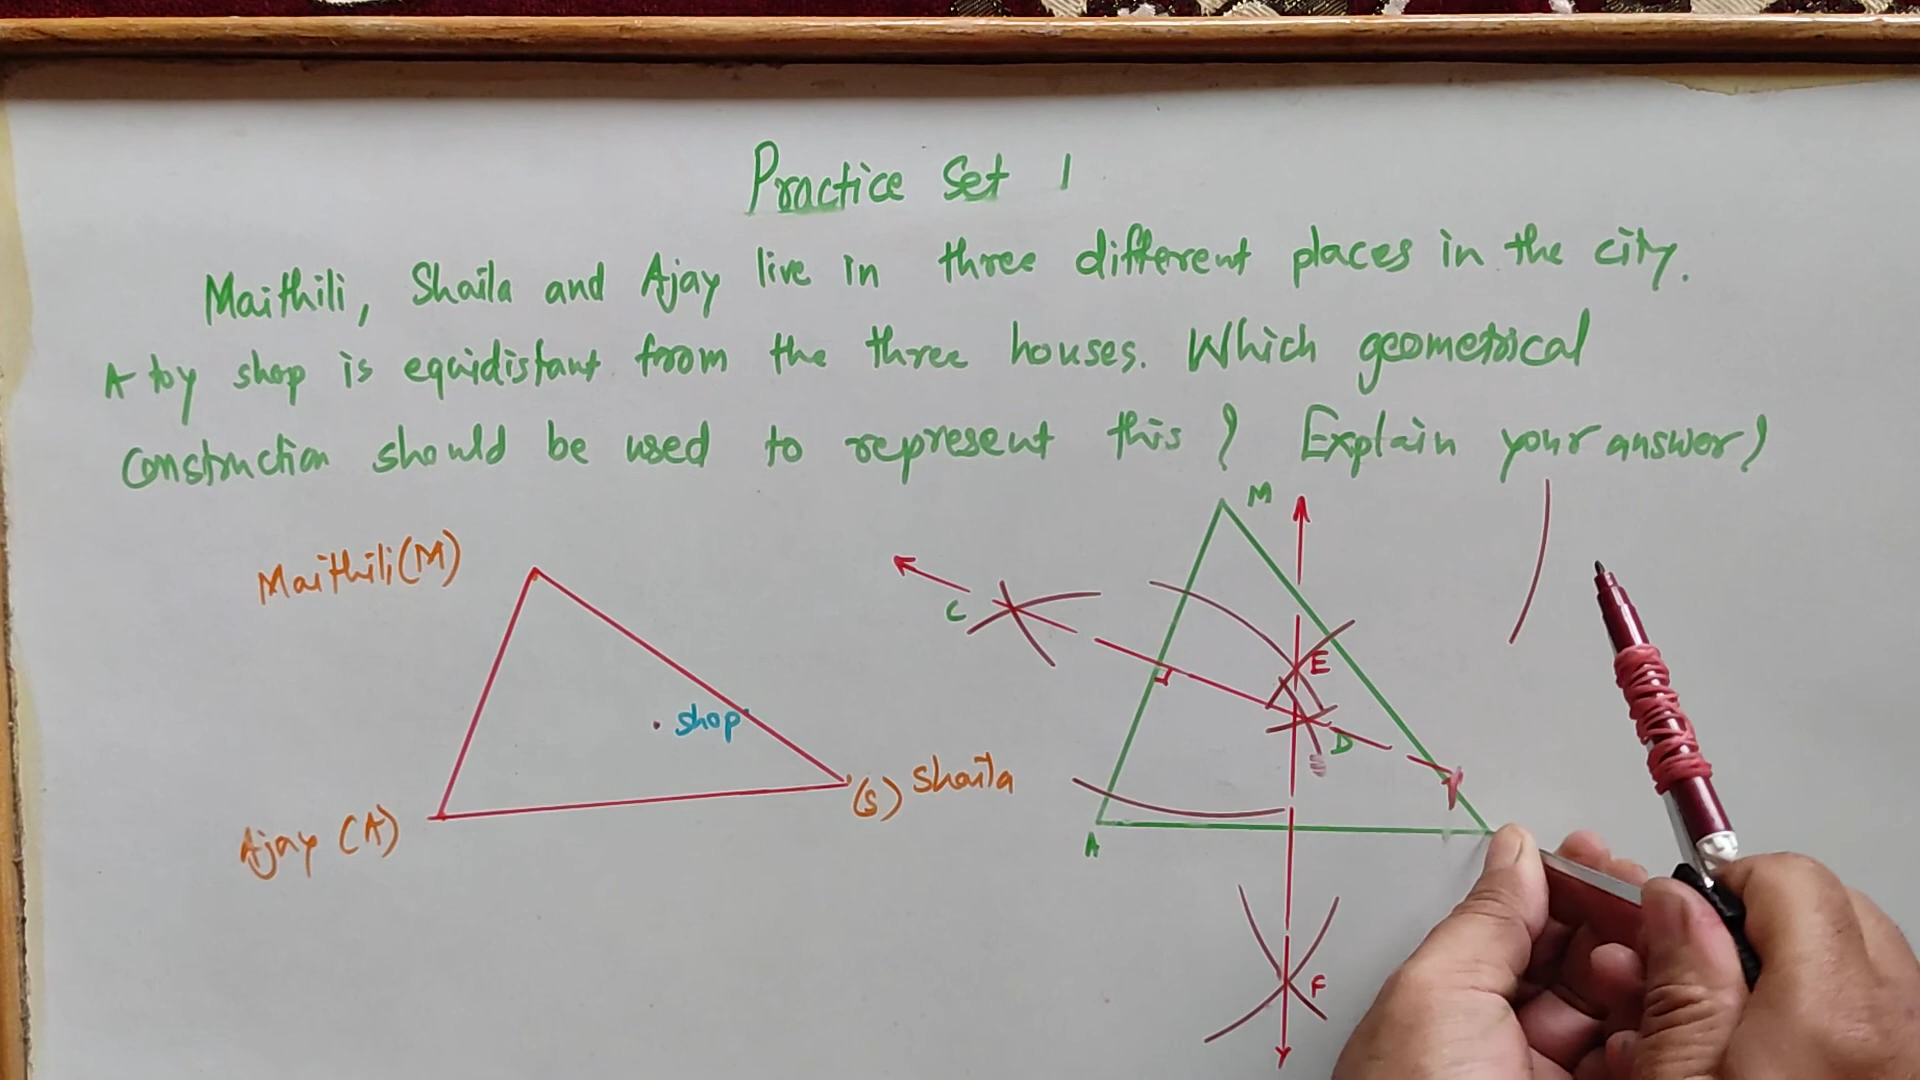 Practice Set 1
Maithili, Shaila and Ajay live in three different places in the city.
A toy shop is equidistant from the three houses. Which geometrical
construction should be used to represent this? Explain your answer?
M
Maithili (M)
C
E
shop
D
(S) Shaila
Ajay (A)
A
F